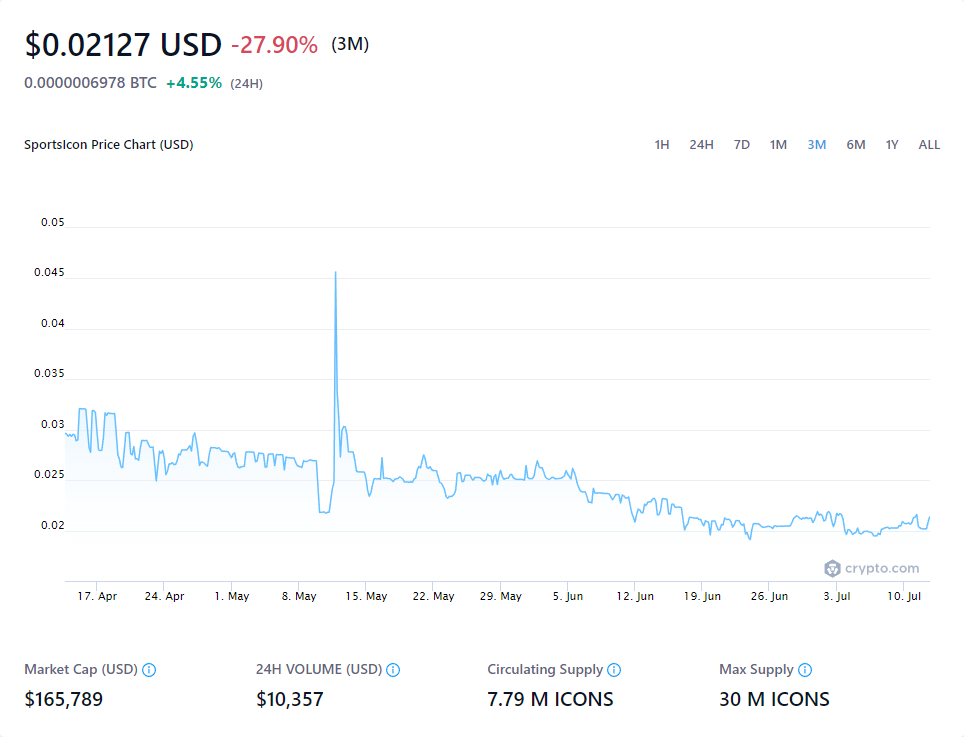 $0.02127 USD -27.90% (3M)
0.0000006978 BTC +4.55% (24H)
SportsIcon Price Chart (USD) 1H 24H 7D 1M 3M 6M 1Y ALL
0.05
0.045
0.04
0.035
0.03
0.025
0.02
crypto.com
17. Apr 24. Apr 1. May 8. May 15. May 22. May 29. May 5. Jun 12. Jun 19. Jun 26. Jun 3. Jul 10. Jul
Market Cap (USD) 24H VOLUME (USD) Circulating Supply Max Supply
$165,789 $10,357 7.79 M ICONS 30 M ICONS